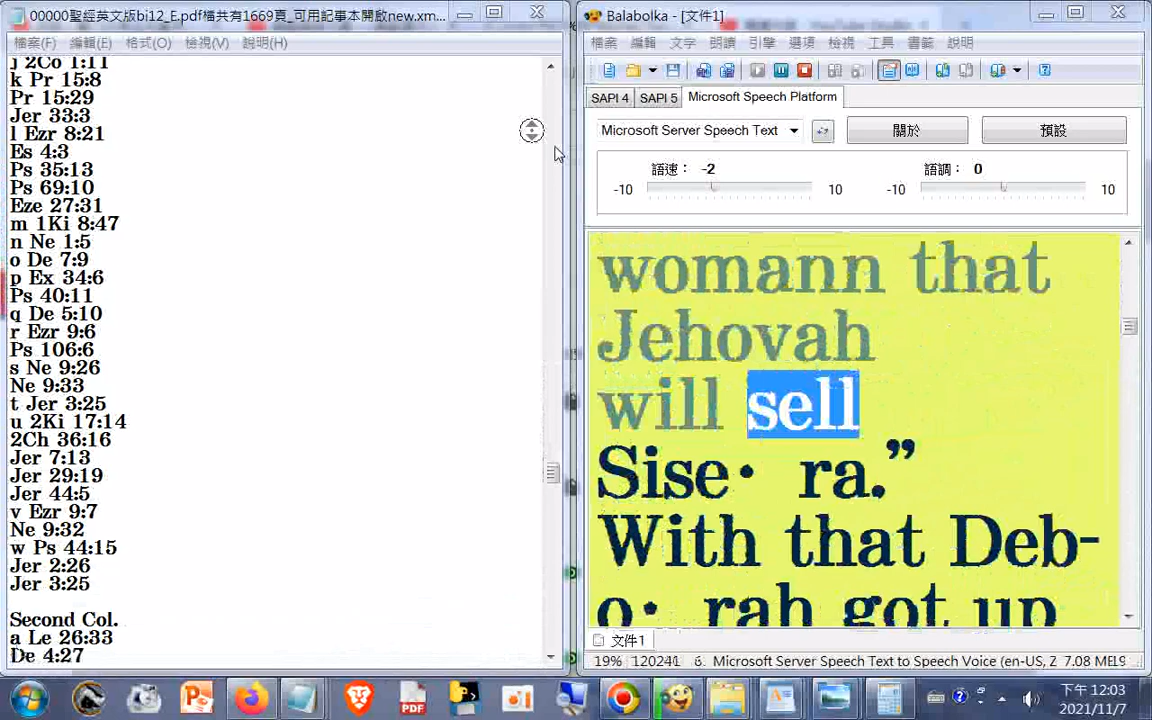 00000聖經英文版bi12_E.pdf檔共有1669頁_可用記事本開啟new.xm...
檔案(F) 編輯(E) 格式(O) 檢視(V) 說明(H)
j 2Co 1:11
k Pr 15:8
Pr 15:29
Jer 33:3
l Ezr 8:21
Es 4:3
Ps 35:13
Ps 69:10
Eze 27:31
m 1Ki 8:47
n Ne 1:5
o De 7:9
p Ex 34:6
Ps 40:11
q De 5:10
r Ezr 9:6
Ps 106:6
s Ne 9:26
Ne 9:33
t Jer 3:25
u 2Ki 17:14
2Ch 36:16
Jer 7:13
Jer 29:19
Jer 44:5
v Ezr 9:7
Ne 9:32
w Ps 44:15
Jer 2:26
Jer 3:25
Second Col.
a Le 26:33
De 4:27
Balabolka - [文件1]
檔案 編輯 文字 朗讀 引擎 選項 檢視 工具 書籤 說明
SAPI 4 SAPI 5 Microsoft Speech Platform
Microsoft Server Speech Text 關於 預設
語速： -2 語調： 0
-10 10 -10 10
womann that
Jehovah
will sell
Sise· ra.”
With that Deb-
o· rah got up
文件1
19% 120241 6. Microsoft Server Speech Text to Speech Voice (en-US, Z 7.08 ME
下午 12:03
2021/11/7